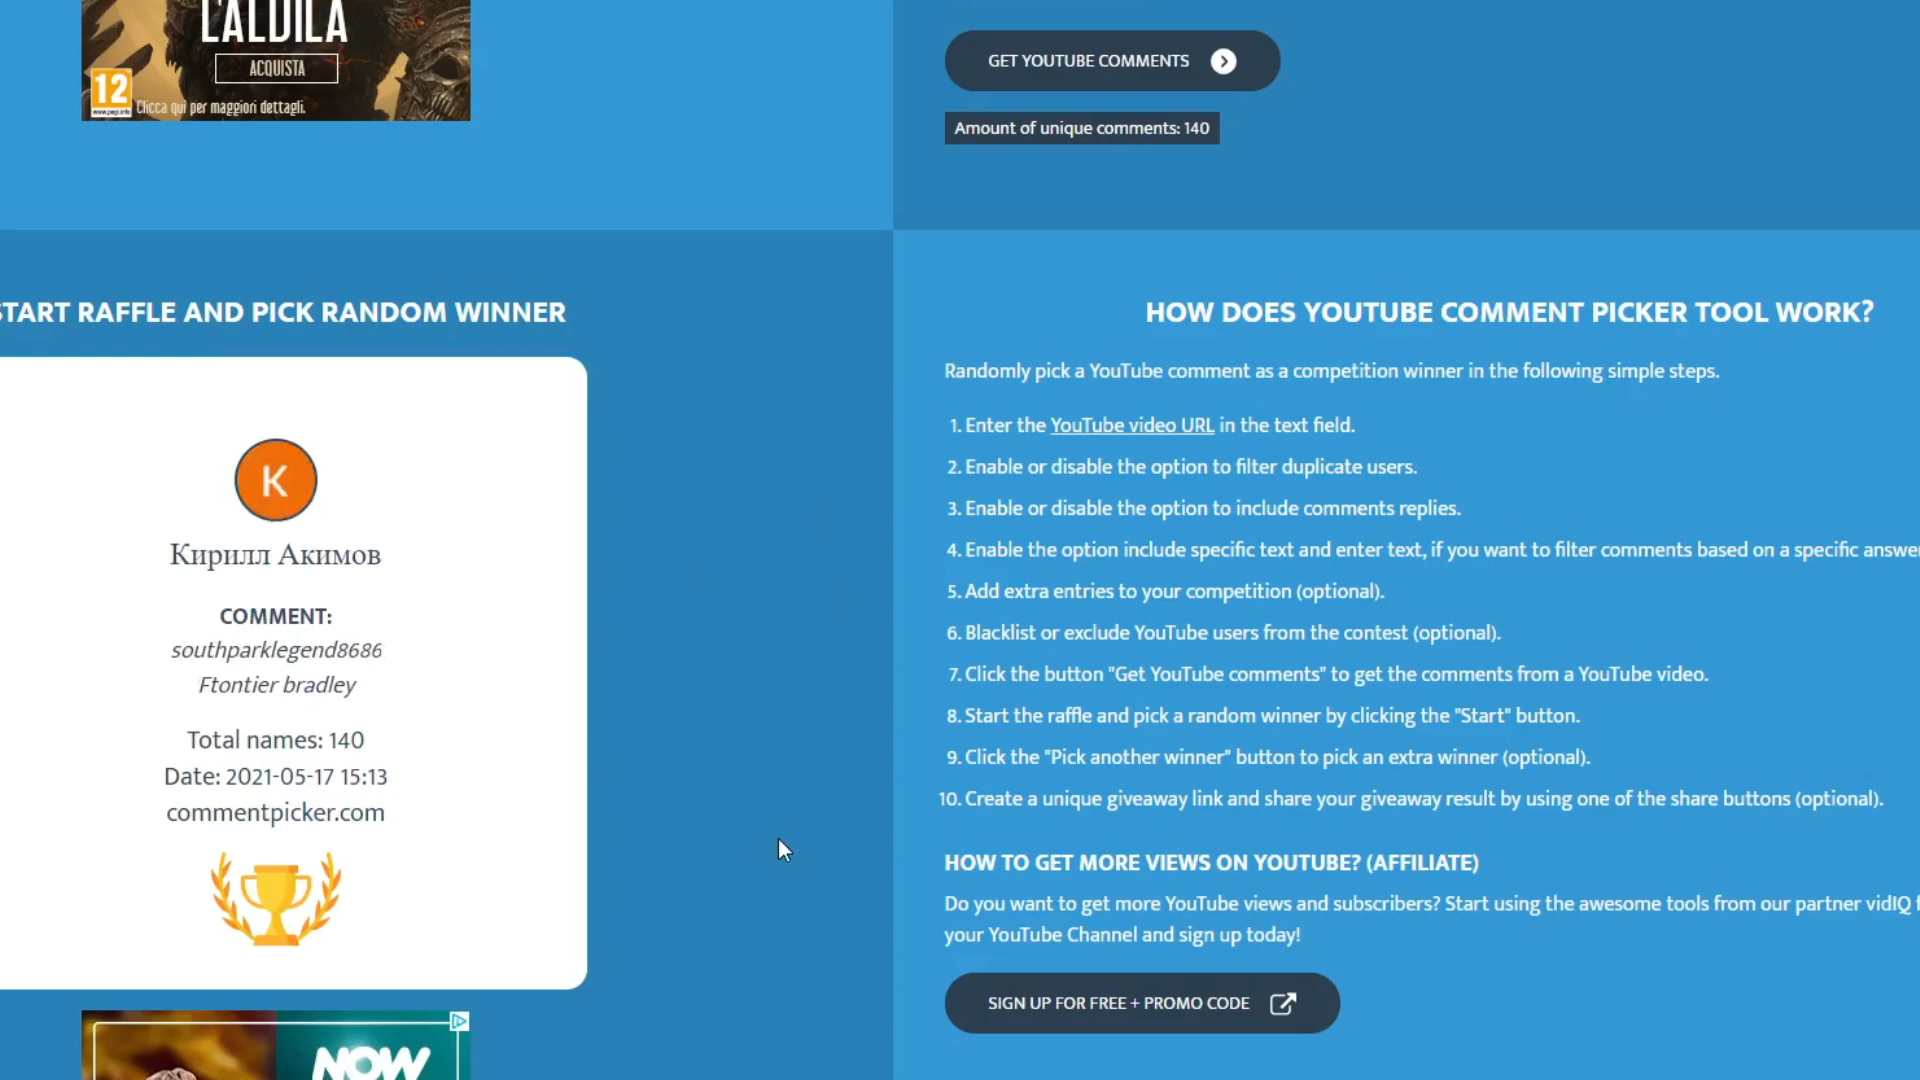 L'ALDILÀ
ACQUISTA
12
www.pegi.info
Clicca qui per maggiori dettagli.
GET YOUTUBE COMMENTS
Amount of unique comments: 140
START RAFFLE AND PICK RANDOM WINNER
K
Кирилл Акимов
COMMENT:
southparklegend8686
Ftontier bradley
Total names: 140
Date: 2021-05-17 15:13
commentpicker.com
NOW
HOW DOES YOUTUBE COMMENT PICKER TOOL WORK?
Randomly pick a YouTube comment as a competition winner in the following simple steps.
1. Enter the YouTube video URL in the text field.
2. Enable or disable the option to filter duplicate users.
3. Enable or disable the option to include comments replies.
4. Enable the option include specific text and enter text, if you want to filter comments based on a specific answe
5. Add extra entries to your competition (optional).
6. Blacklist or exclude YouTube users from the contest (optional).
7. Click the button "Get YouTube comments" to get the comments from a YouTube video.
8. Start the raffle and pick a random winner by clicking the "Start" button.
9. Click the "Pick another winner" button to pick an extra winner (optional).
10. Create a unique giveaway link and share your giveaway result by using one of the share buttons (optional).
HOW TO GET MORE VIEWS ON YOUTUBE? (AFFILIATE)
Do you want to get more YouTube views and subscribers? Start using the awesome tools from our partner vidIQ f
your YouTube Channel and sign up today!
SIGN UP FOR FREE + PROMO CODE